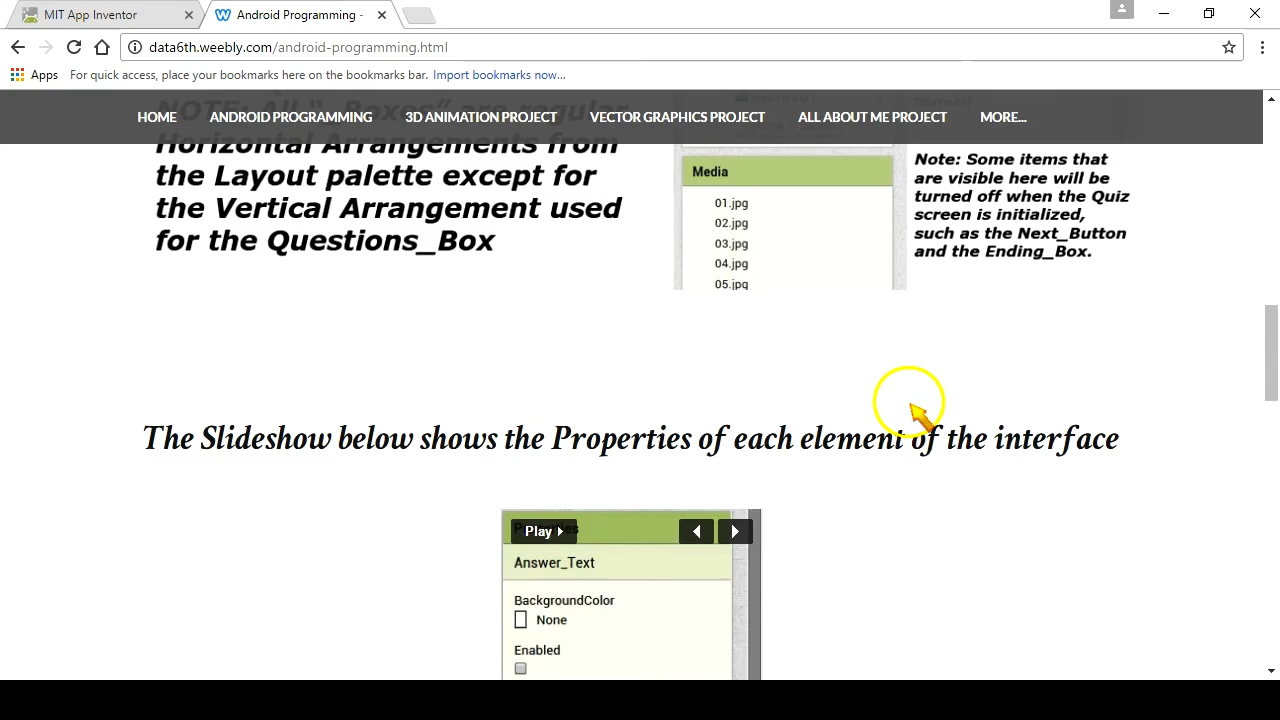 MIT App Inventor
Android Programming -
data6th.weebly.com/android-programming.html
Apps For quick access, place your bookmarks here on the bookmarks bar. Import bookmarks now...
HOME ANDROID PROGRAMMING 3D ANIMATION PROJECT VECTOR GRAPHICS PROJECT ALL ABOUT ME PROJECT MORE...
NOTE: All "_Boxes" are regular
Horizontal Arrangements from
the Layout palette except for
the Vertical Arrangement used
for the Questions_Box
Media
01.jpg
02.jpg
03.jpg
04.jpg
05.jpg
Note: Some items that
are visible here will be
turned off when the Quiz
screen is initialized,
such as the Next_Button
and the Ending_Box.
The Slideshow below shows the Properties of each element of the interface
Play
Answer_Text
BackgroundColor
None
Enabled